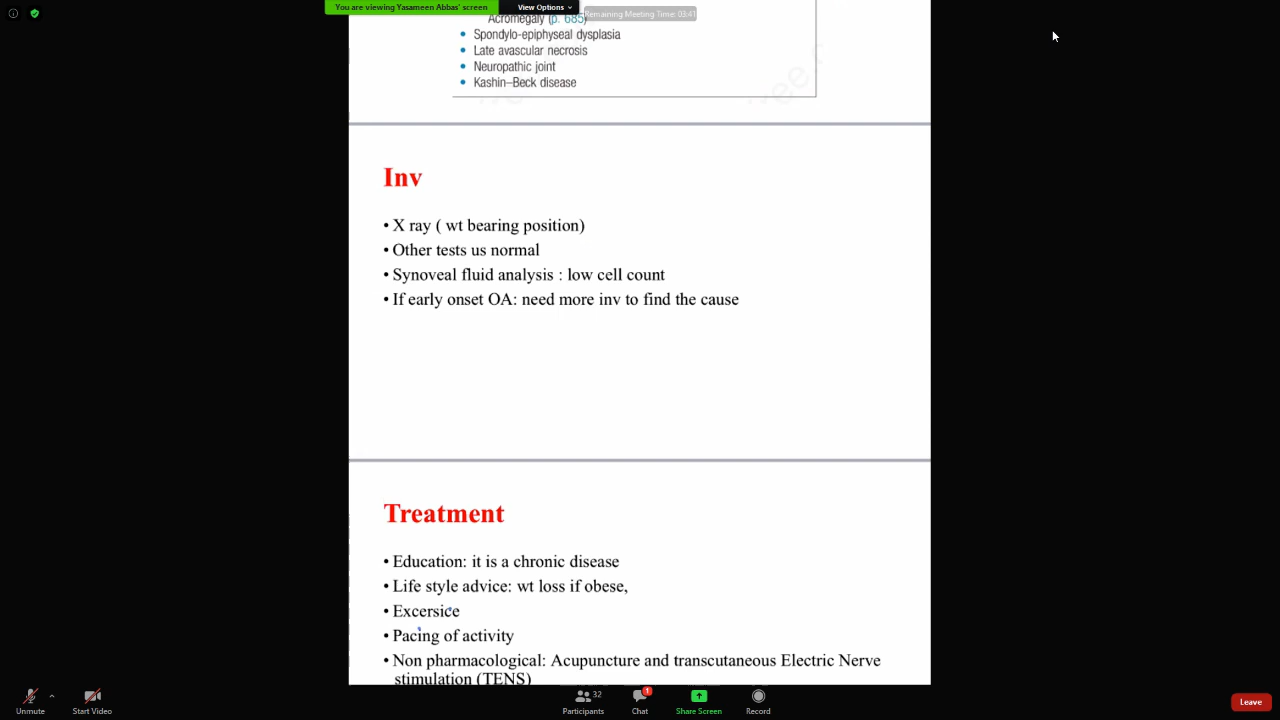 You are viewing Yasameen Abbas' screen
View Options
Remaining Meeting Time: 03:41
Acromegaly (p. 685)
• Spondylo-epiphyseal dysplasia
• Late avascular necrosis
• Neuropathic joint
• Kashin–Beck disease
Inv
• X ray ( wt bearing position)
• Other tests us normal
• Synoveal fluid analysis : low cell count
• If early onset OA: need more inv to find the cause
Treatment
• Education: it is a chronic disease
• Life style advice: wt loss if obese,
• Excersice
• Pacing of activity
• Non pharmacological: Acupuncture and transcutaneous Electric Nerve
stimulation (TENS)
Unmute
Start Video
32
Participants
1
Chat
Share Screen
Record
Leave